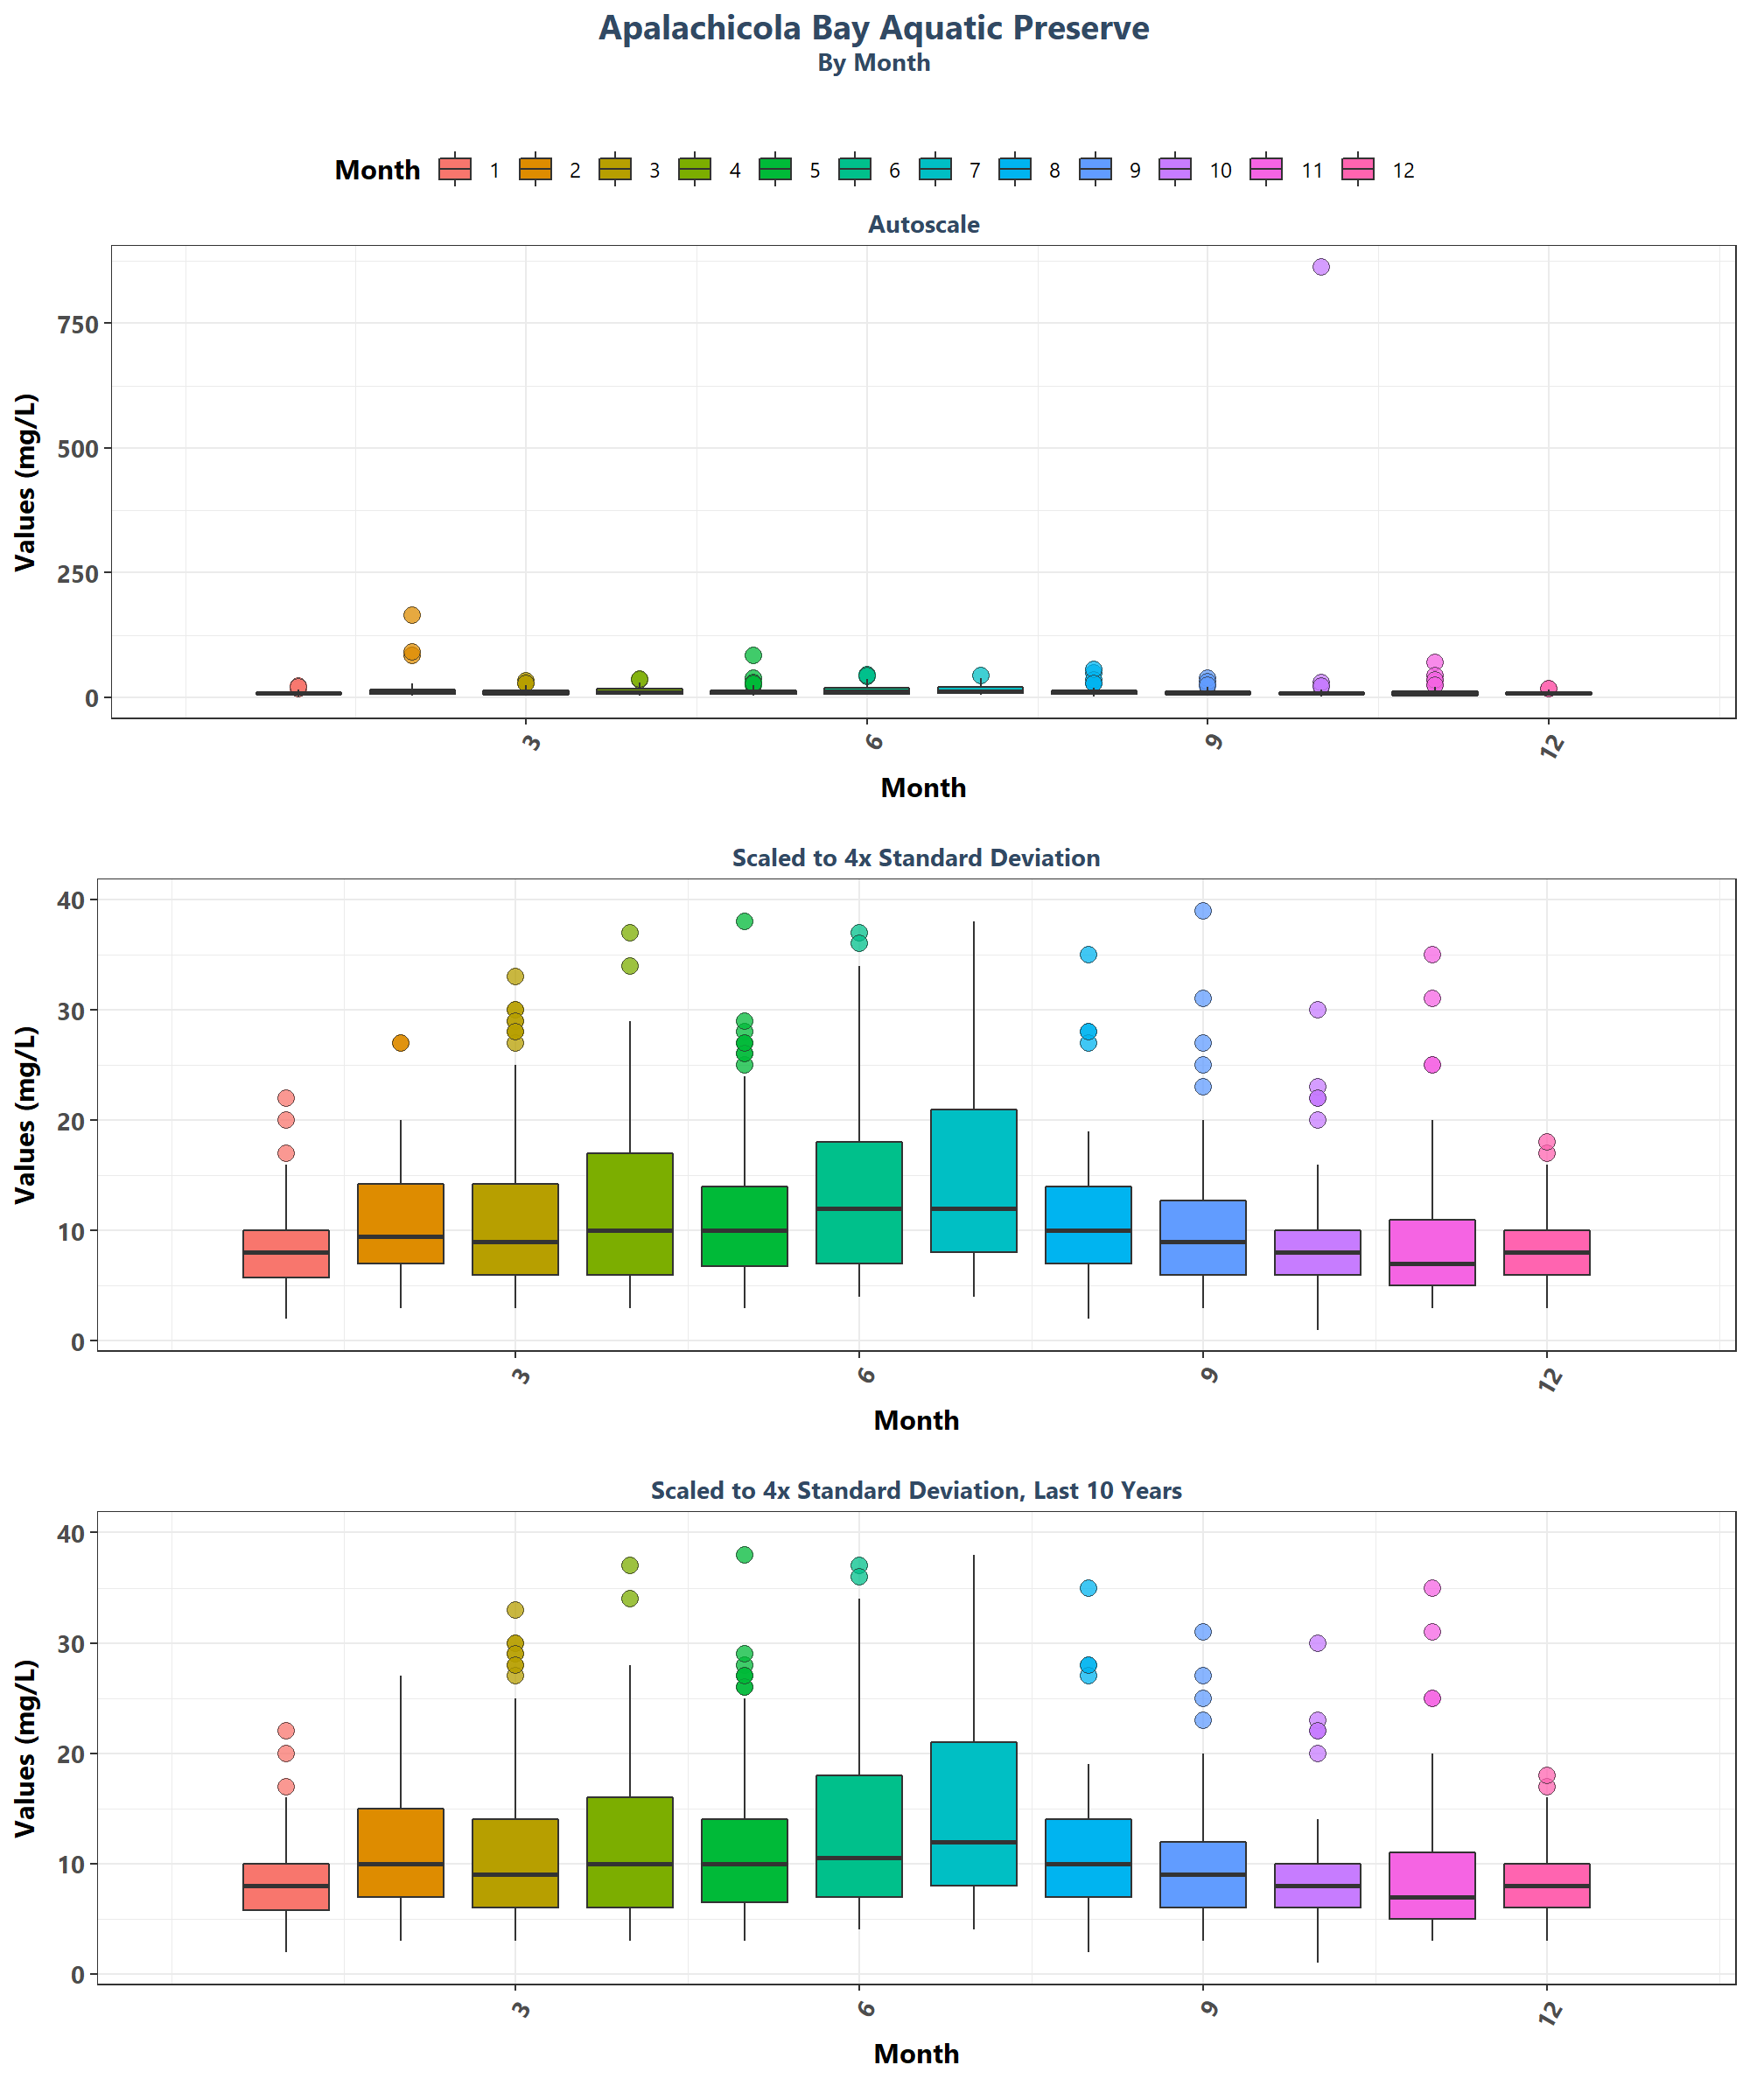 Apalachicola Bay Aquatic Preserve
By Month
Month 1 2 3 4 5 6 7 8 9 10 11 12
Autoscale
Values (mg/L)
750
500
250
0
3 6 9 12
Month
Scaled to 4x Standard Deviation
Values (mg/L)
40
30
20
10
0
3 6 9 12
Month
Scaled to 4x Standard Deviation, Last 10 Years
Values (mg/L)
40
30
20
10
0
3 6 9 12
Month